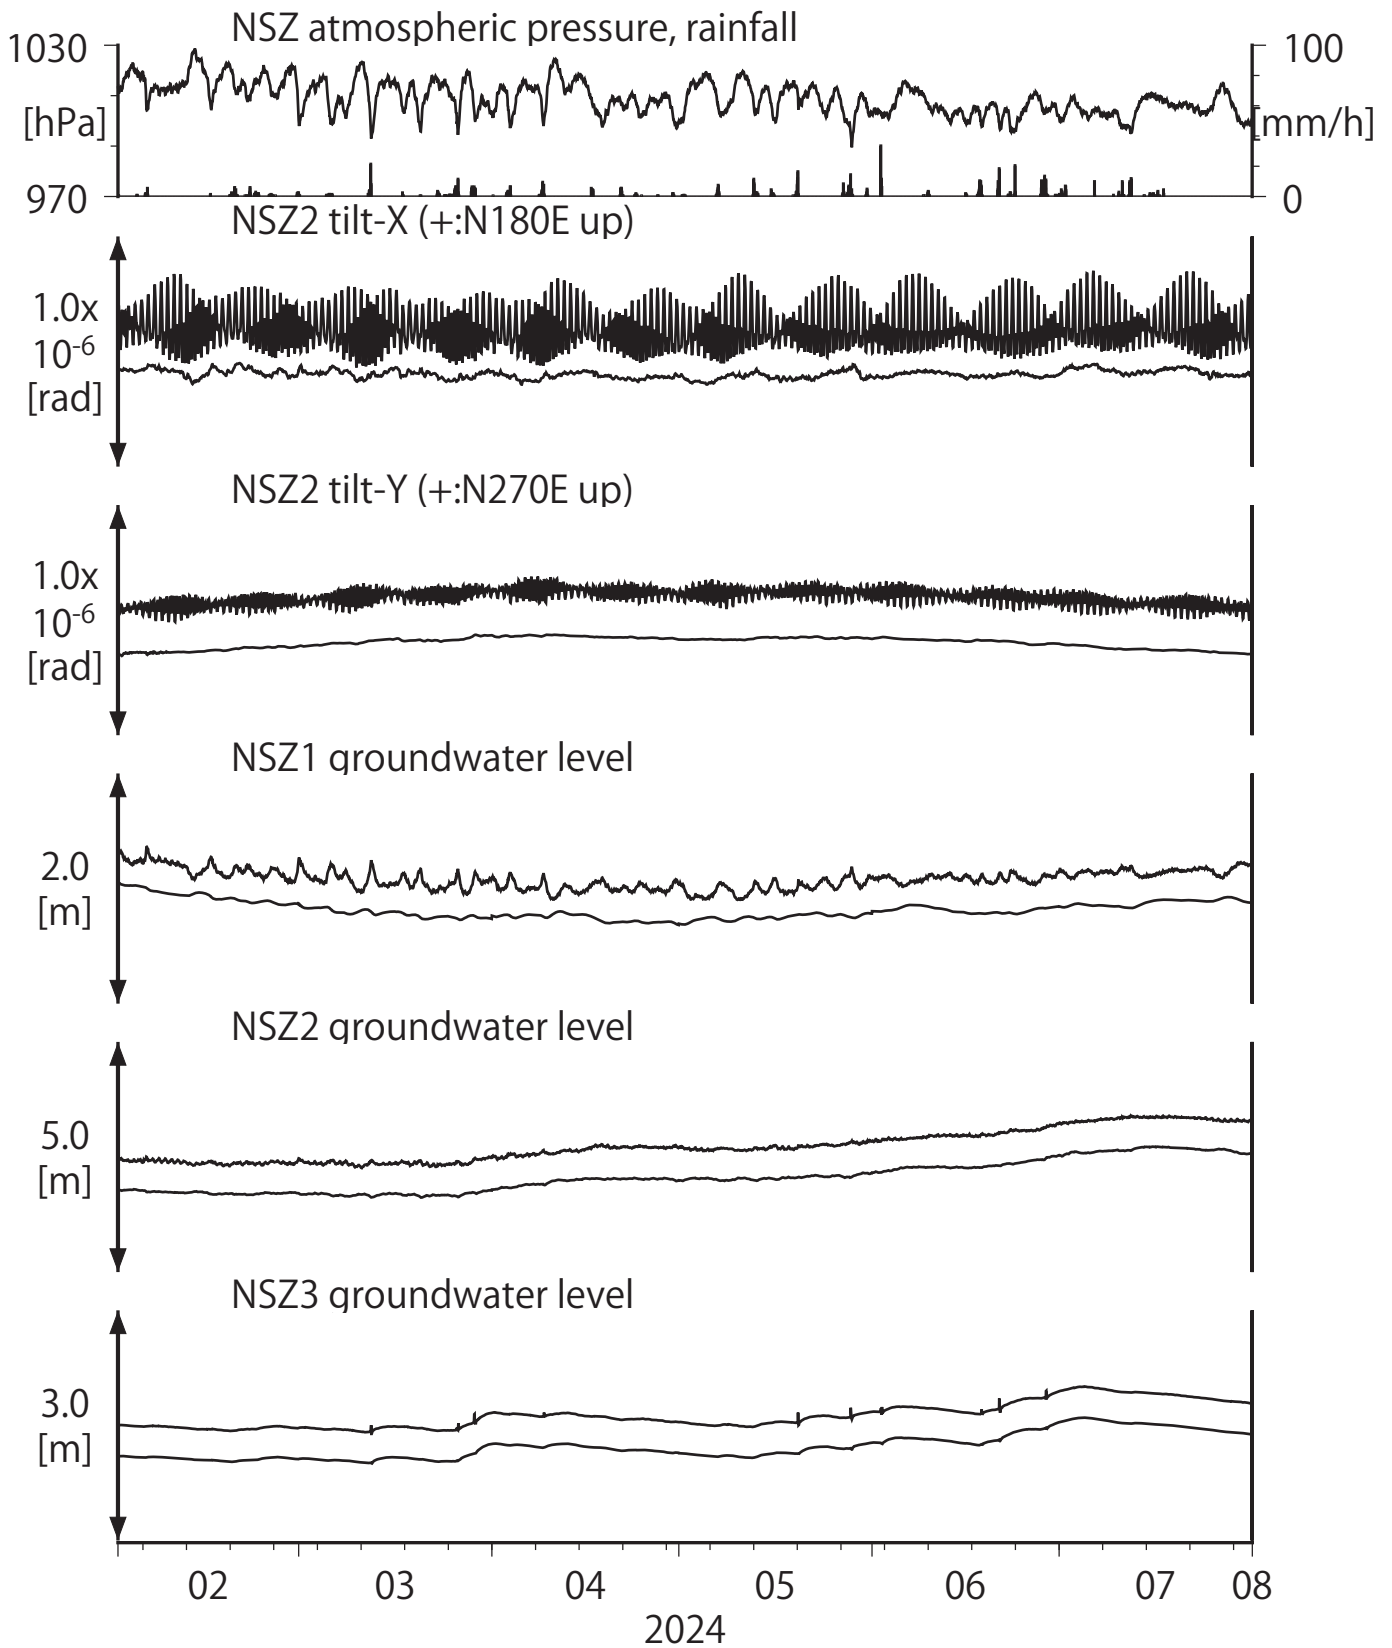 NSZ atmospheric pressure, rainfall
1030
100
[hPa]
[mm/h]
970
0
NSZ2 tilt-X (+:N180E up)
1.0x
10⁻⁶
[rad]
NSZ2 tilt-Y (+:N270E up)
1.0x
10⁻⁶
[rad]
NSZ1 groundwater level
2.0
[m]
NSZ2 groundwater level
5.0
[m]
NSZ3 groundwater level
3.0
[m]
02 03 04 05 06 07 08
2024